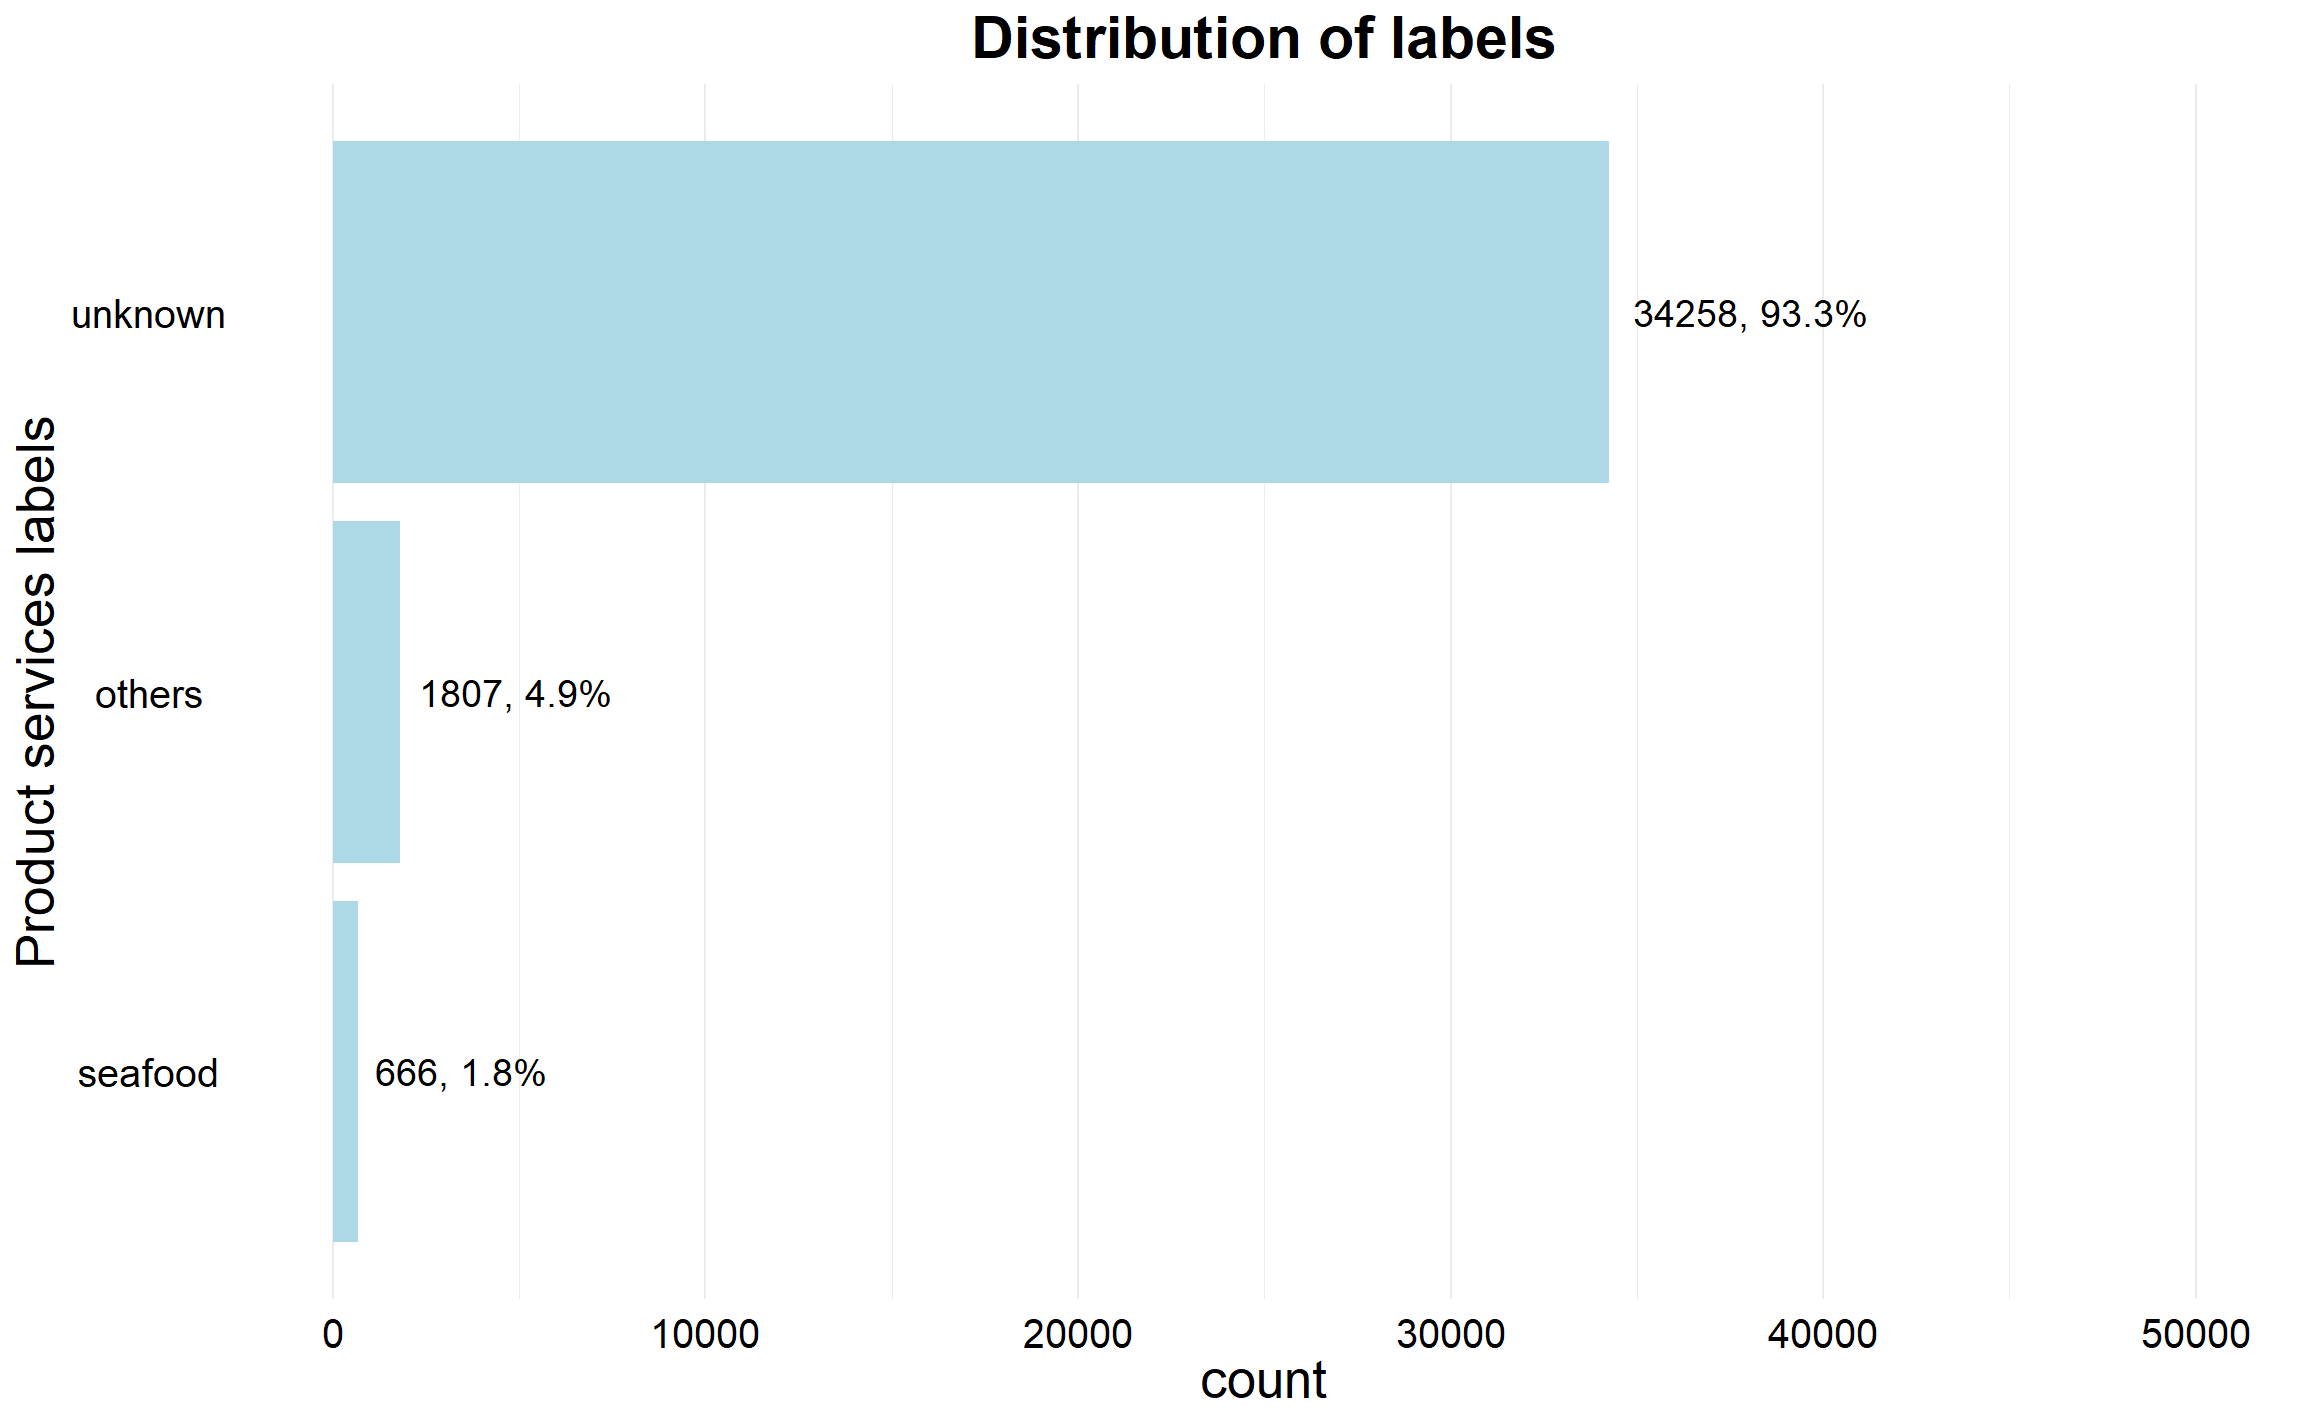 Distribution of labels
Product services labels
unknown
34258, 93.3%
others
1807, 4.9%
seafood
666, 1.8%
0 10000 20000 30000 40000 50000
count